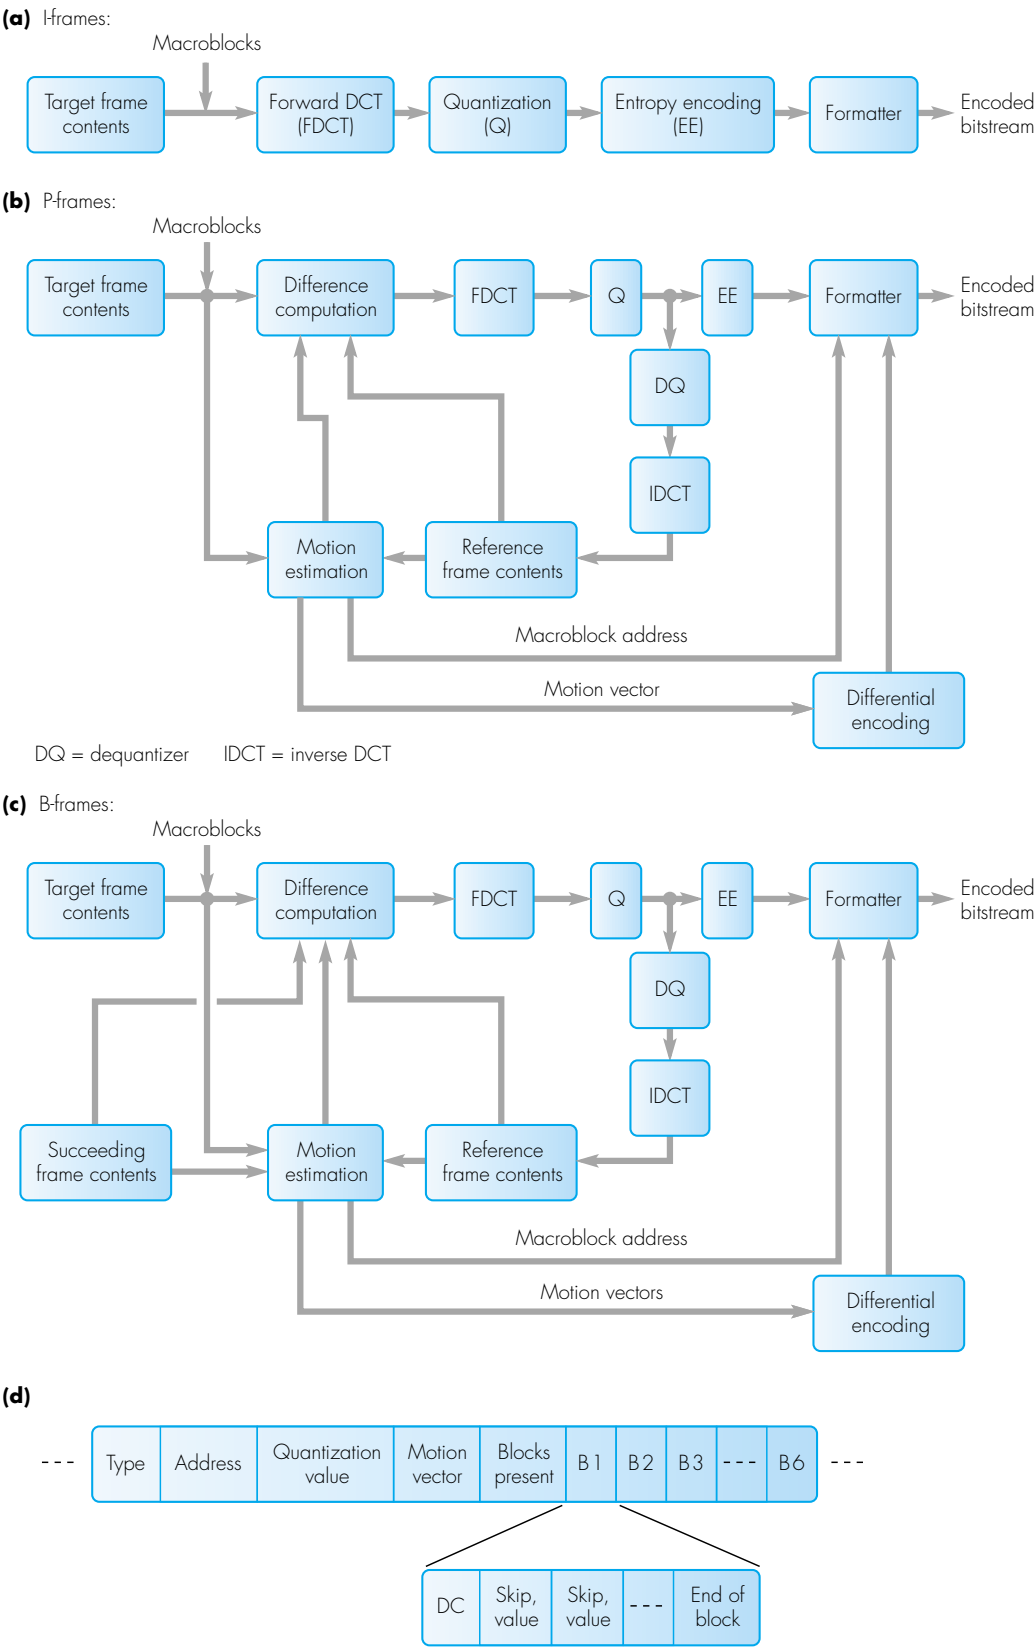 (a) I-frames:
Macroblocks
Target frame
contents
Forward DCT
(FDCT)
Quantization
(Q)
Entropy encoding
(EE)
Formatter
Encoded
bitstream
(b) P-frames:
Macroblocks
Target frame
contents
Difference
computation
FDCT
Q
EE
Formatter
Encoded
bitstream
DQ
IDCT
Motion
estimation
Reference
frame contents
Macroblock address
Motion vector
Differential
encoding
DQ = dequantizer IDCT = inverse DCT
(c) B-frames:
Macroblocks
Target frame
contents
Difference
computation
FDCT
Q
EE
Formatter
Encoded
bitstream
DQ
IDCT
Succeeding
frame contents
Motion
estimation
Reference
frame contents
Macroblock address
Motion vectors
Differential
encoding
(d)
--- Type
Address
Quantization
value
Motion
vector
Blocks
present
B1
B2
B3
---
B6 ---
DC
Skip,
value
Skip,
value
---
End of
block